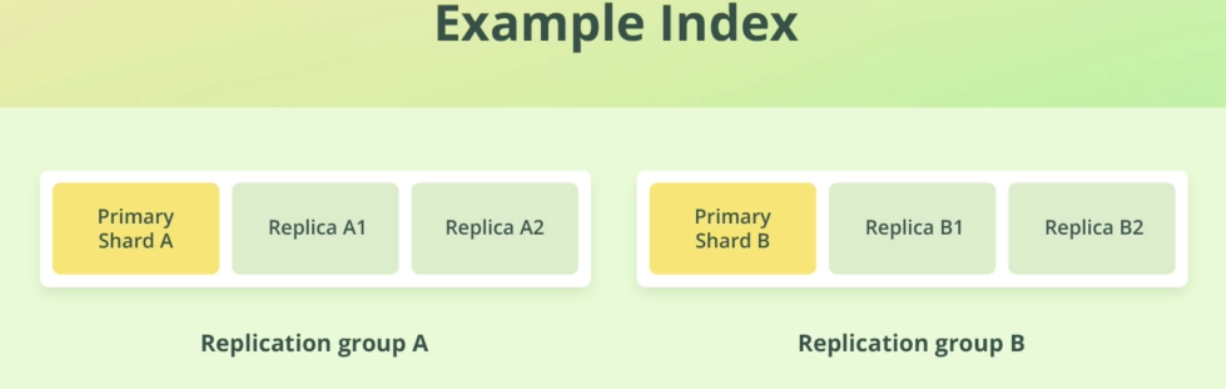 Example Index
Primary
Shard A
Replica A1
Replica A2
Primary
Shard B
Replica B1
Replica B2
Replication group A
Replication group B